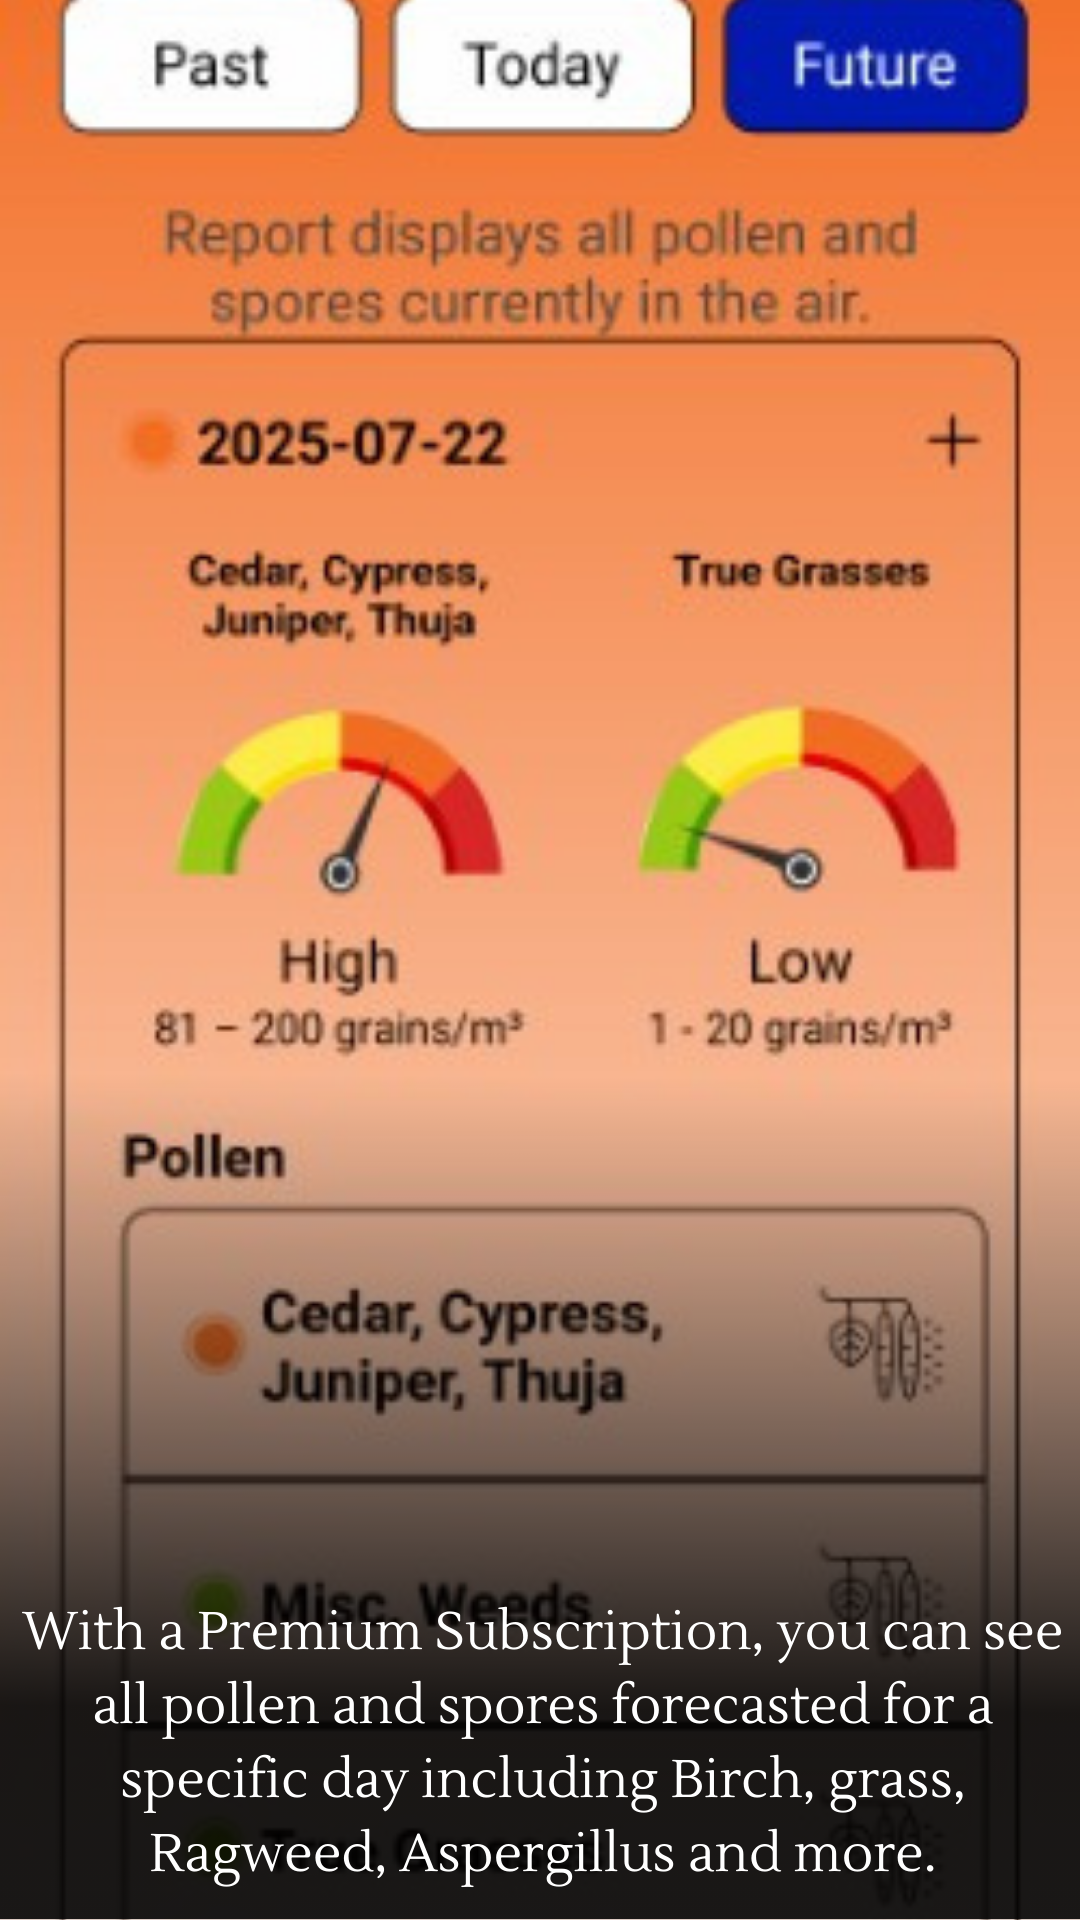 Past
Today
Future
Report displays all pollen and
spores currently in the air.
2025-07-22
Cedar, Cypress,
Juniper, Thuja
True Grasses
High
81 – 200 grains/m³
Low
1 - 20 grains/m³
Pollen
Cedar, Cypress,
Juniper, Thuja
Misc. Weeds
With a Premium Subscription, you can see
all pollen and spores forecasted for a
specific day including Birch, grass,
Ragweed, Aspergillus and more.